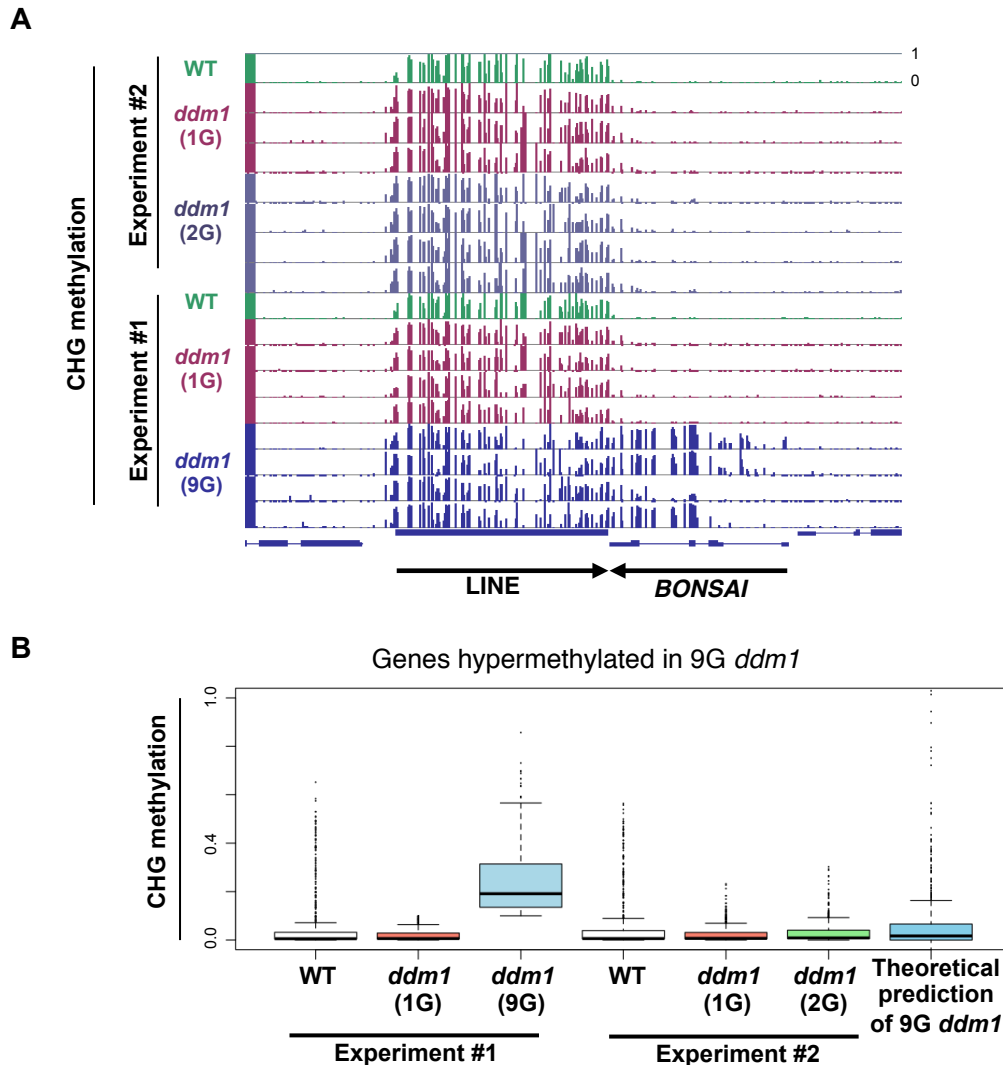 A
CHG methylation
Experiment #2
WT
1
0
ddm1
(1G)
ddm1
(2G)
Experiment #1
WT
ddm1
(1G)
ddm1
(9G)
LINE
BONSAI
B
Genes hypermethylated in 9G ddm1
CHG methylation
1.0
0.4
0.0
WT
ddm1
(1G)
ddm1
(9G)
WT
ddm1
(1G)
ddm1
(2G)
Theoretical
prediction
of 9G ddm1
Experiment #1
Experiment #2